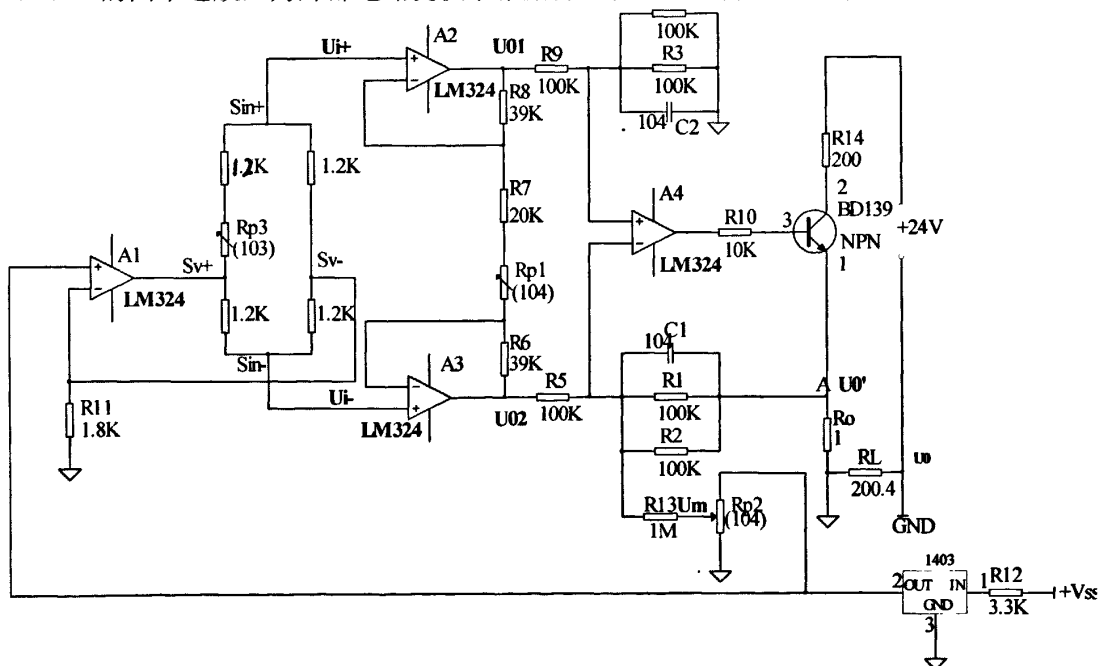 A2
U01
Ui+
R9
100K
100K
R3
100K
104
C2
LM324
R8
39K
Sin+
1.2K
1.2K
R7
20K
R14
200
2
BD139
3
NPN
1
+24V
A4
R10
10K
LM324
A1
Rp3
(103)
Sv+
Sv-
LM324
Rp1
(104)
1.2K
1.2K
R6
39K
Sin-
A3
Ui-
LM324
R5
100K
U02
C1
104
R1
100K
R2
100K
A
U0'
Ro
1
RL
200.4
U0
GND
R11
1.8K
R13
Um
1M
Rp2
(104)
1403
2
OUT
IN
1
GND
3
R12
3.3K
+Vss